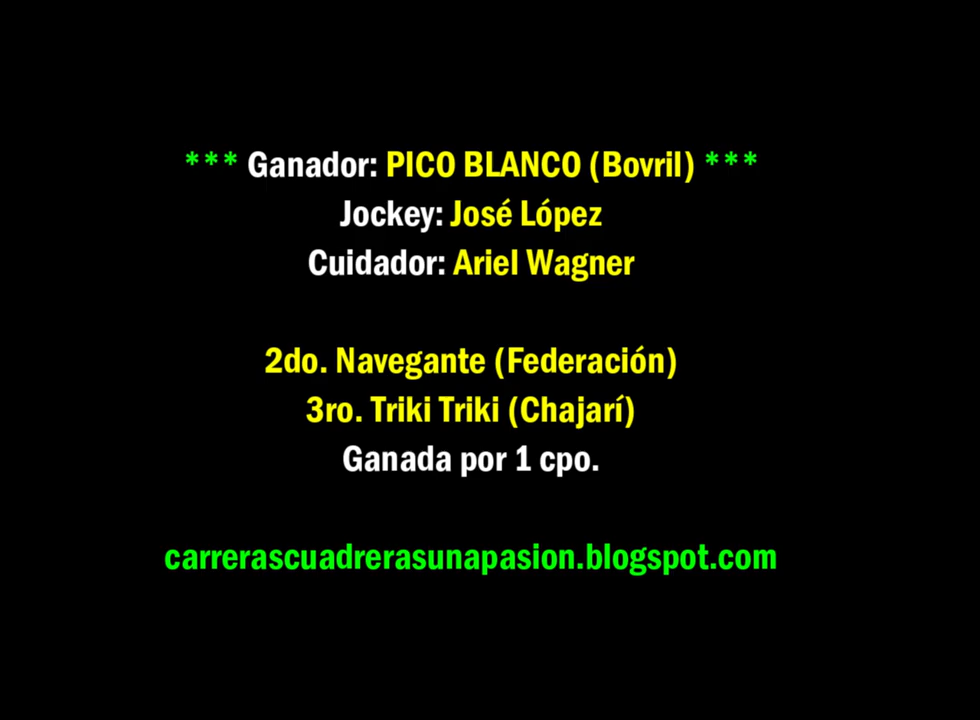 *** Ganador: PICO BLANCO (Bovril) ***
Jockey: José López
Cuidador: Ariel Wagner
2do. Navegante (Federación)
3ro. Triki Triki (Chajarí)
Ganada por 1 cpo.
carrerascuadrerasunapasion.blogspot.com